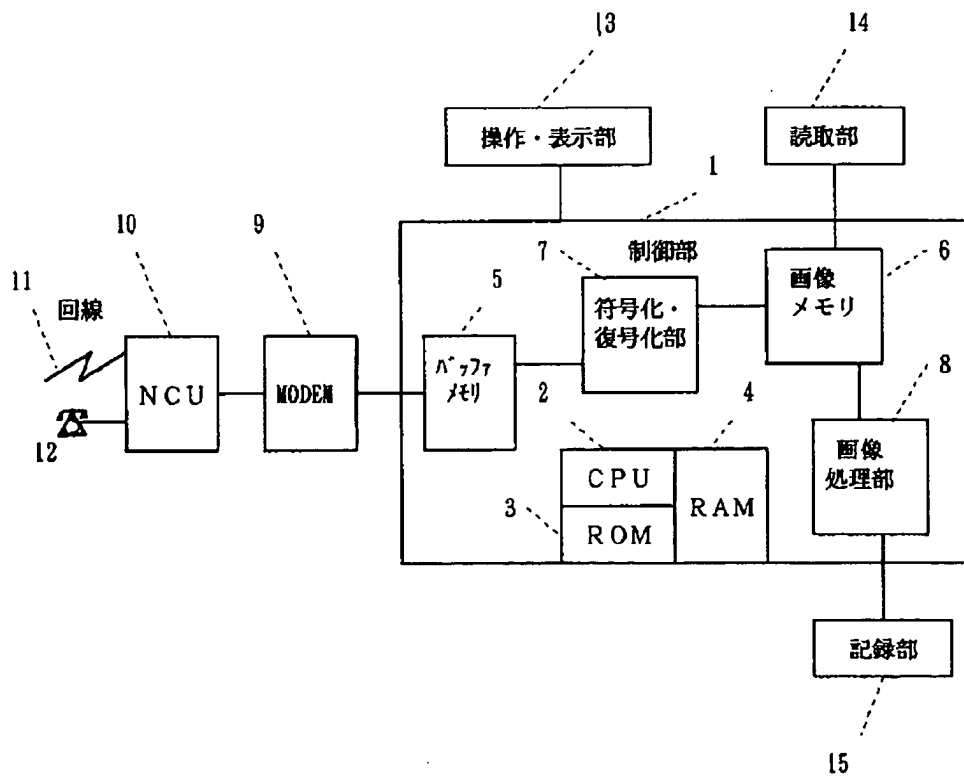 13
14
操作・表示部
読取部
1
10
9
7
制御部
6
11
回線
5
画像
メモリ
符号化・
復号化部
バッファ
メモリ
NCU
MODEM
2
4
8
12
画像
処理部
CPU
RAM
3
ROM
記録部
15